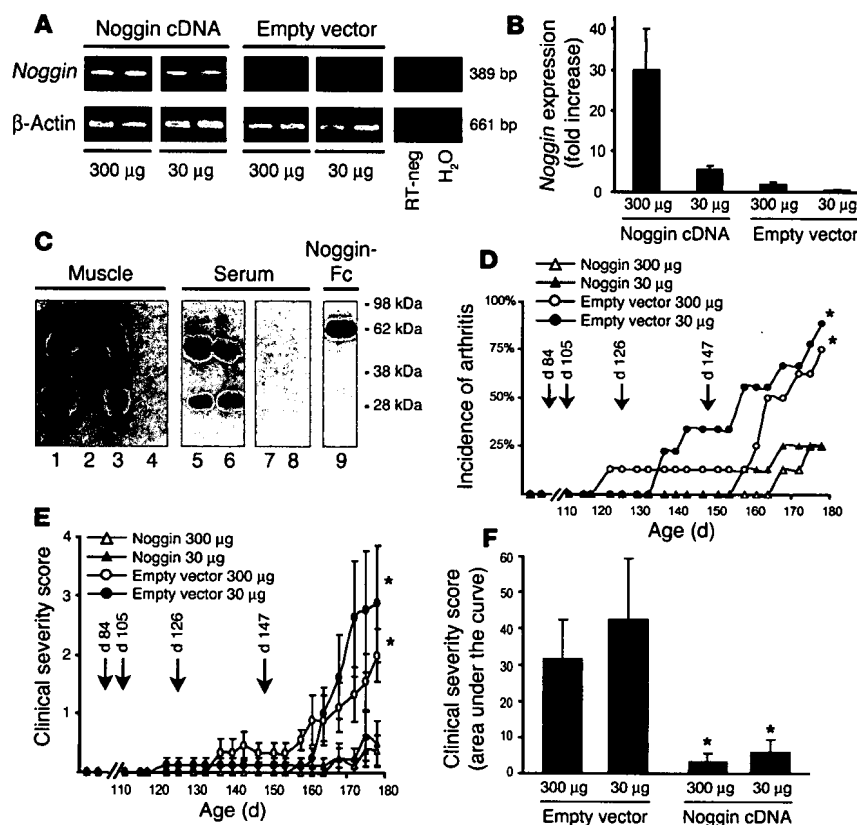 A
Noggin cDNA Empty vector
Noggin
389 bp
β-Actin
661 bp
300 µg 30 µg 300 µg 30 µg RT-neg H₂O
B
Noggin expression
(fold increase)
40
30
20
10
0
300 µg 30 µg 300 µg 30 µg
Noggin cDNA Empty vector
C
Muscle Serum Noggin-
Fc
- 98 kDa
- 62 kDa
- 38 kDa
- 28 kDa
1 2 3 4 5 6 7 8 9
D
Noggin 300 µg
Noggin 30 µg
Empty vector 300 µg
Empty vector 30 µg
Incidence of arthritis
100%
75%
50%
25%
d 84 d 105 d 126 d 147
*
*
110 120 130 140 150 160 170 180
Age (d)
E
Noggin 300 µg
Noggin 30 µg
Empty vector 300 µg
Empty vector 30 µg
Clinical severity score
4
3
2
1
d 84 d 105 d 126 d 147
*
*
110 120 130 140 150 160 170 180
Age (d)
F
Clinical severity score
(area under the curve)
60
50
40
30
20
10
0
* *
300 µg 30 µg 300 µg 30 µg
Empty vector Noggin cDNA